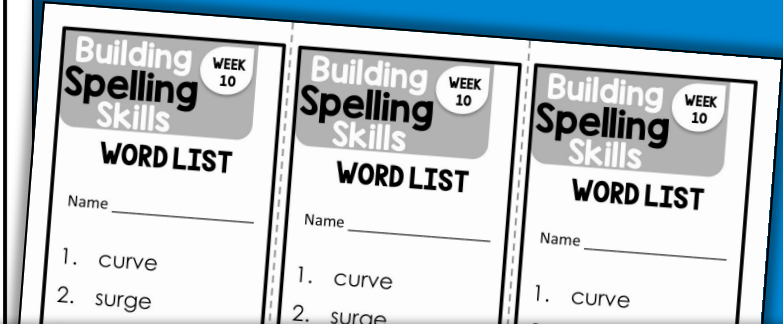 Building
Spelling
Skills
WEEK
10
WORD LIST
Name
1. curve
2. surge
Building
Spelling
Skills
WEEK
10
WORD LIST
Name
1. curve
2. surge
Building
Spelling
Skills
WEEK
10
WORD LIST
Name
1. curve